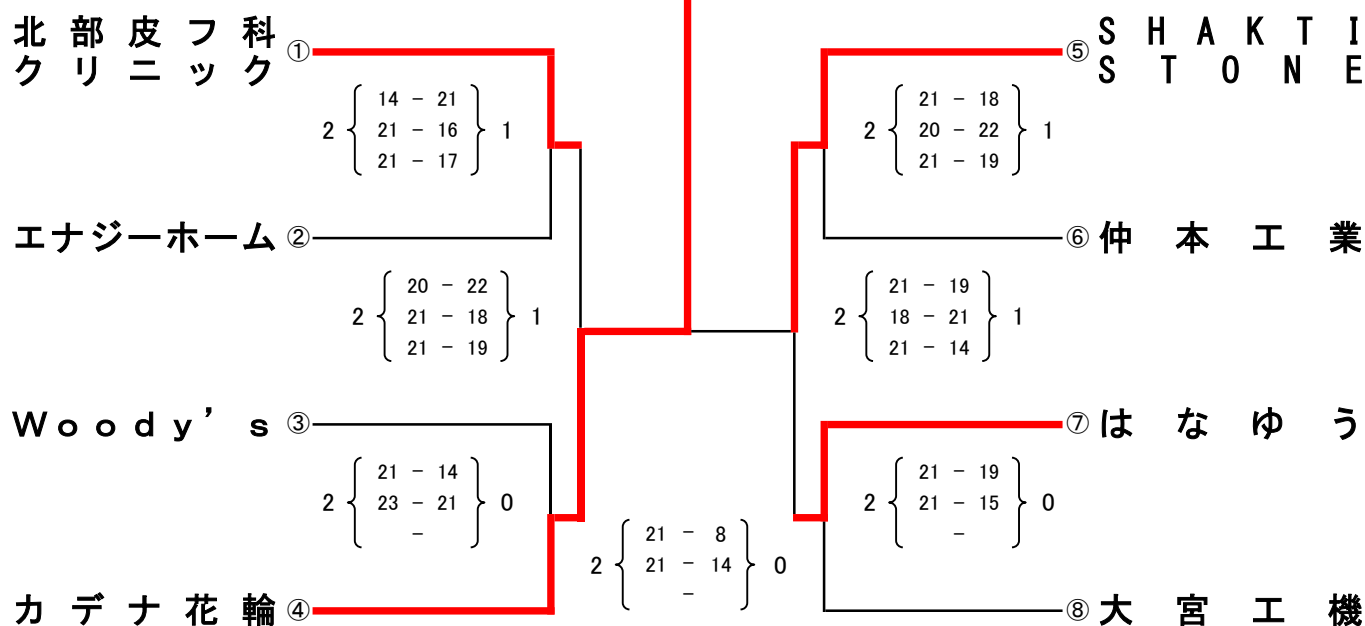 北部皮フ科
クリニック
①
14 - 21
2 { 21 - 16 } 1
21 - 17
エナジーホーム ②
20 - 22
2 { 21 - 18 } 1
21 - 19
Woody's ③
21 - 14
2 { 23 - 21 } 0
-
カデナ花輪 ④
21 - 8
2 { 21 - 14 } 0
-
⑤ SHAKTI
STONE
21 - 18
2 { 20 - 22 } 1
21 - 19
⑥ 仲本工業
21 - 19
2 { 18 - 21 } 1
21 - 14
⑦ はなゆう
21 - 19
2 { 21 - 15 } 0
-
⑧ 大宮工機